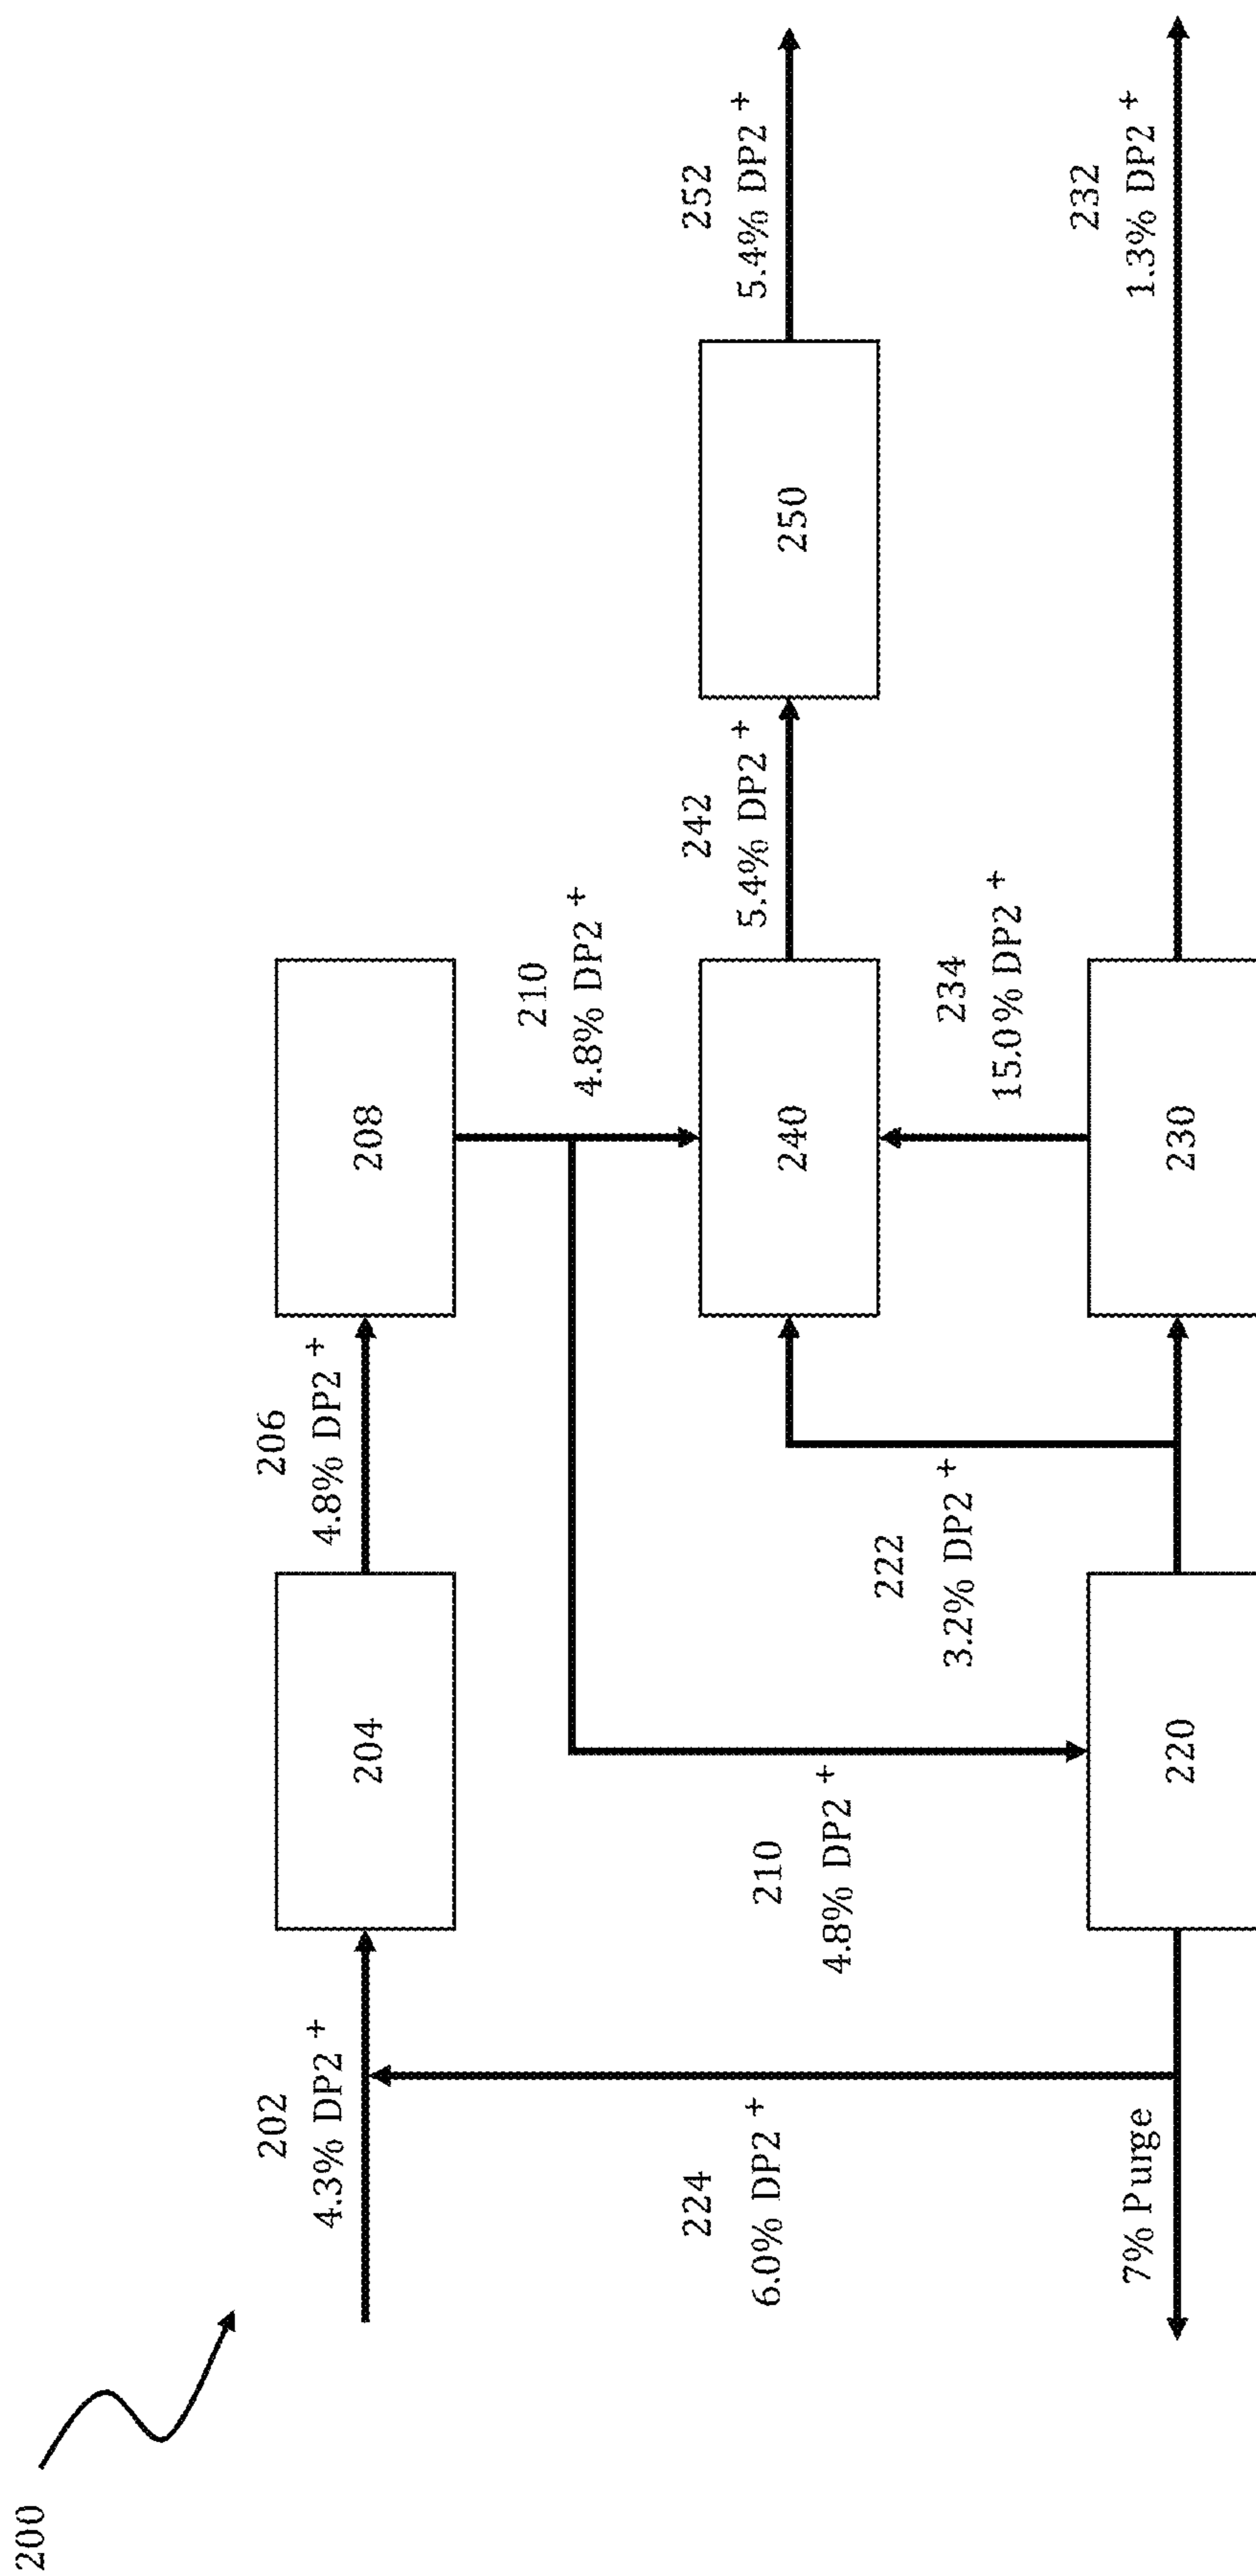 200
202
4.3% DP2 +
204
206
4.8% DP2 +
208
210
4.8% DP2 +
224
6.0% DP2 +
210
4.8% DP2 +
222
3.2% DP2 +
240
242
5.4% DP2 +
250
252
5.4% DP2 +
234
15.0% DP2 +
7% Purge
220
230
232
1.3% DP2 +